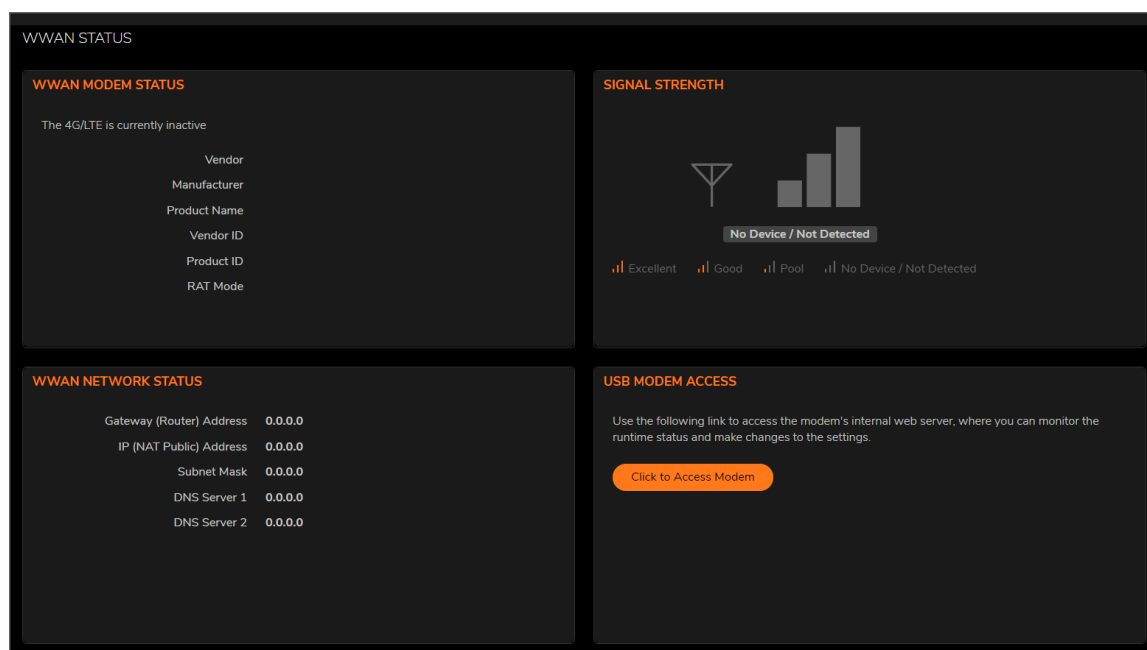 WWAN STATUS
WWAN MODEM STATUS
The 4G/LTE is currently inactive
Vendor
Manufacturer
Product Name
Vendor ID
Product ID
RAT Mode
SIGNAL STRENGTH
No Device / Not Detected
Excellent Good Pool No Device / Not Detected
WWAN NETWORK STATUS
Gateway (Router) Address 0.0.0.0
IP (NAT Public) Address 0.0.0.0
Subnet Mask 0.0.0.0
DNS Server 1 0.0.0.0
DNS Server 2 0.0.0.0
USB MODEM ACCESS
Use the following link to access the modem's internal web server, where you can monitor the
runtime status and make changes to the settings.
Click to Access Modem